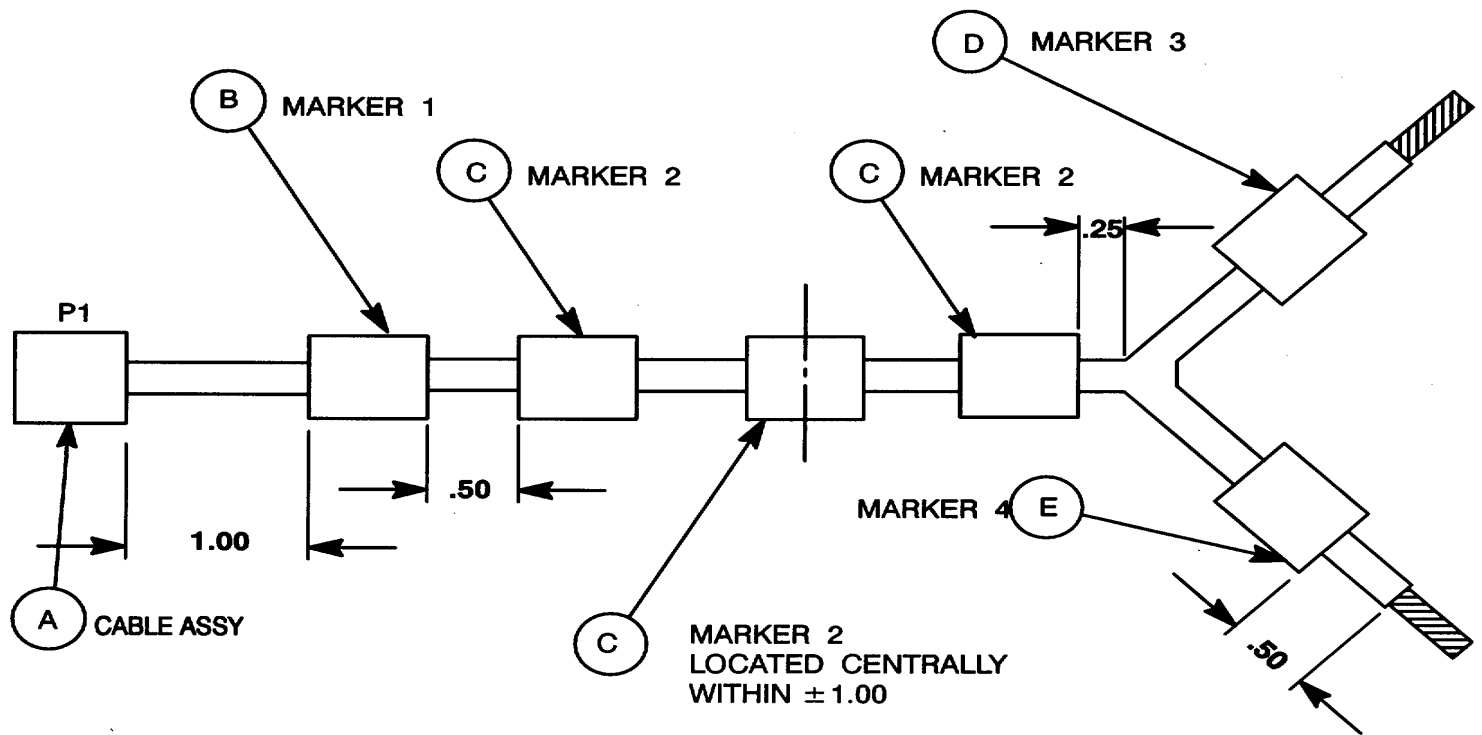 D MARKER 3
B MARKER 1
C MARKER 2
C MARKER 2
.25
P1
.50
1.00
MARKER 4 E
A CABLE ASSY
C MARKER 2
LOCATED CENTRALLY
WITHIN ±1.00
.50